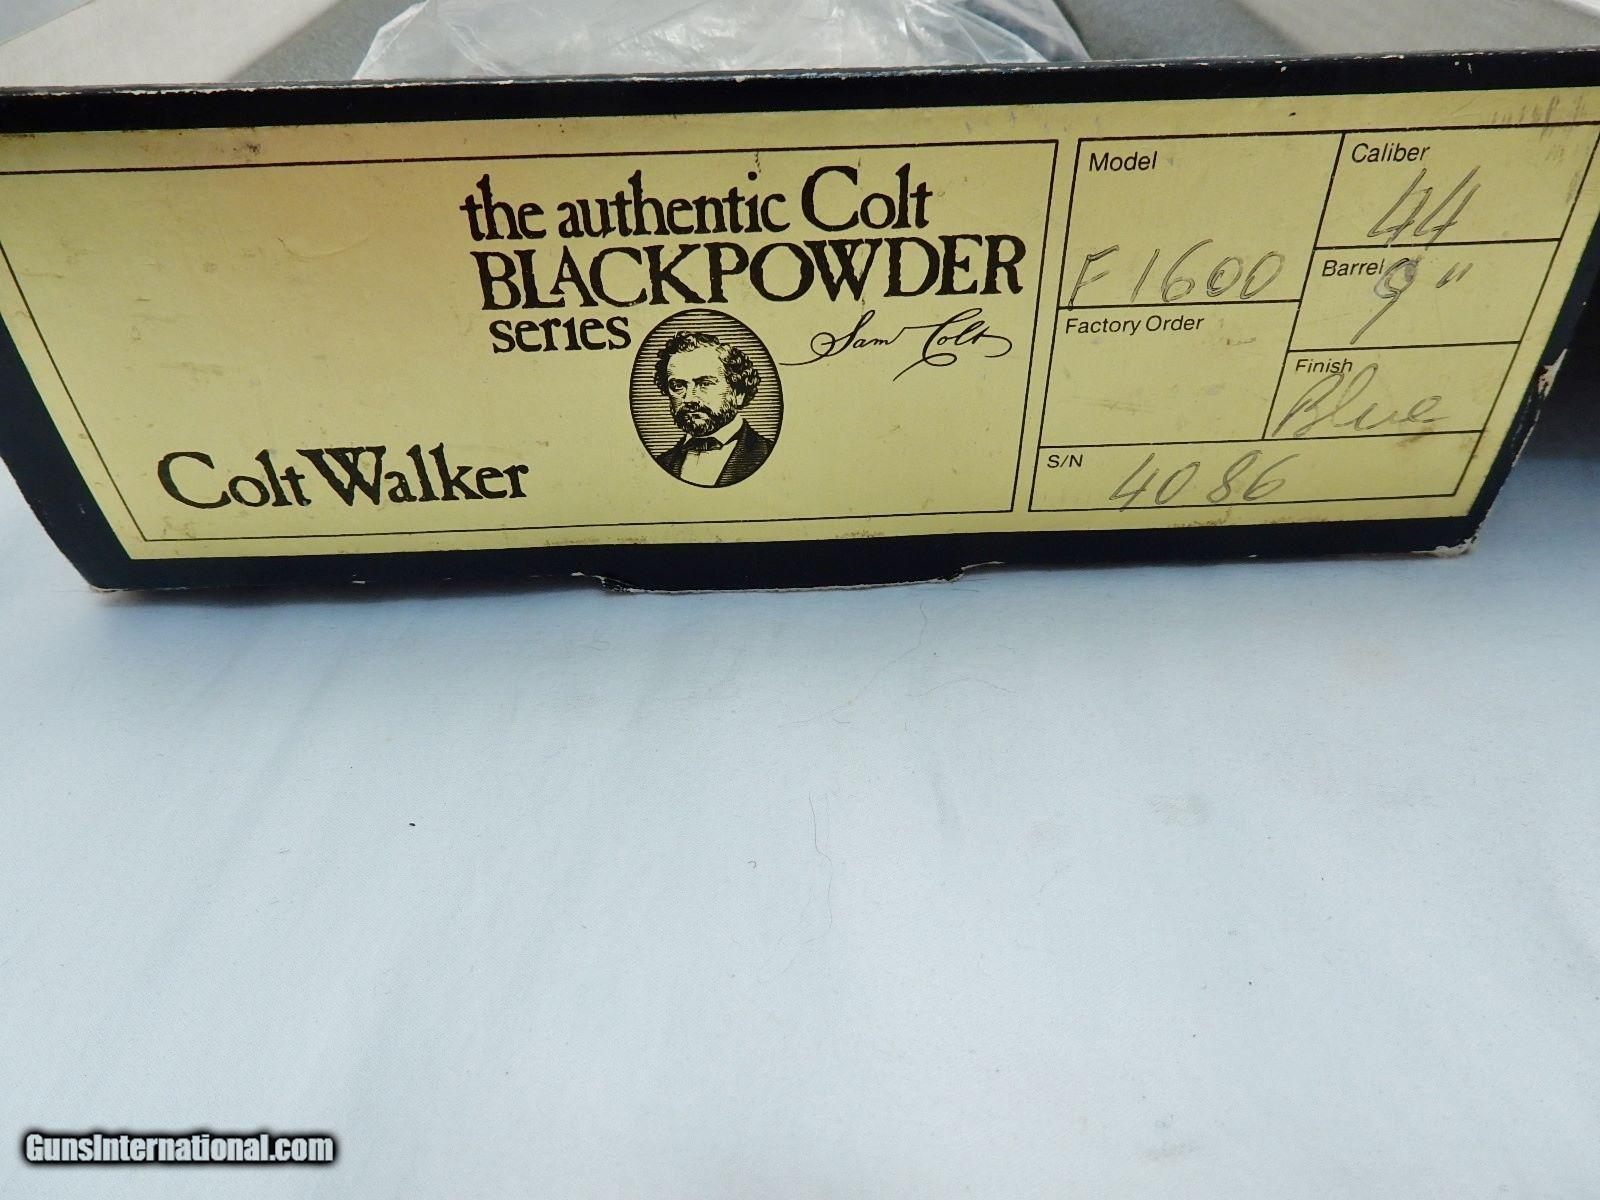 the authentic Colt
BLACKPOWDER
series
Sam Colt
Colt Walker
Model
F1600
Caliber
44
Barrel
9"
Factory Order
Finish
Blue
S/N
4086
GunsInternational.com